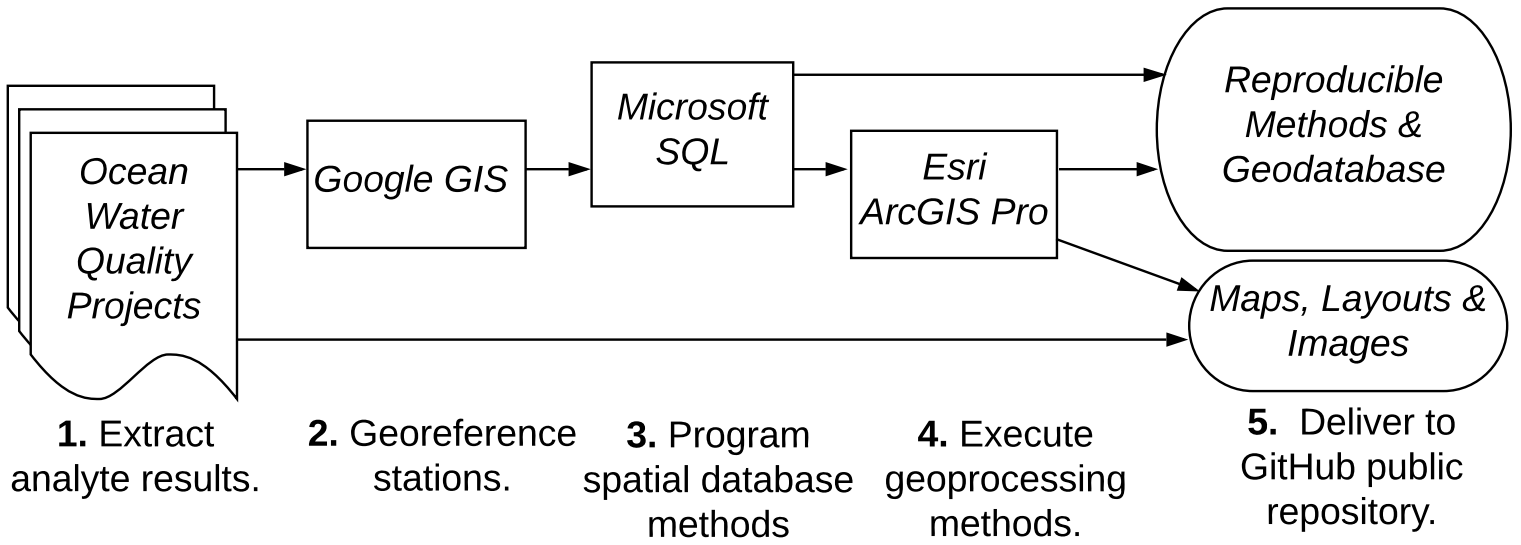 Ocean
Water
Quality
Projects
Google GIS
Microsoft
SQL
Esri
ArcGIS Pro
Reproducible
Methods &
Geodatabase
Maps, Layouts &
Images
1. Extract
analyte results.
2. Georeference
stations.
3. Program
spatial database
methods
4. Execute
geoprocessing
methods.
5. Deliver to
GitHub public
repository.